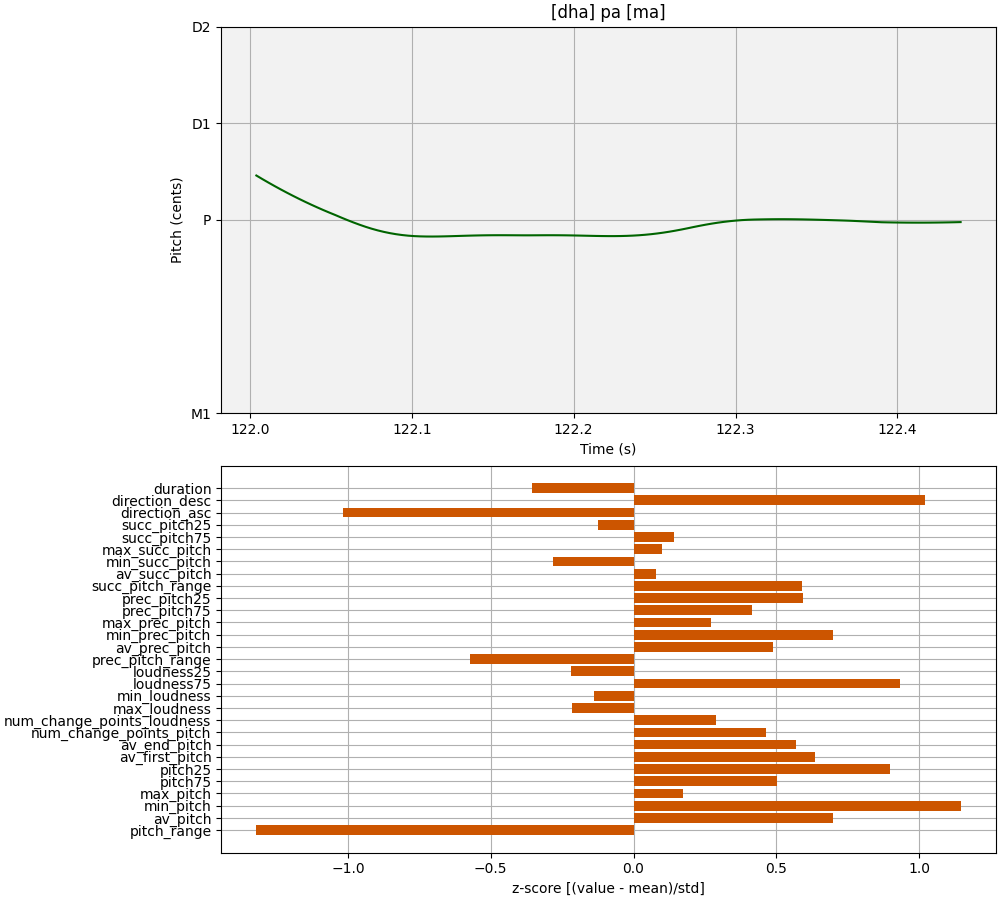 [dha] pa [ma]
D2
D1
P
M1
Pitch (cents)
122.0 122.1 122.2 122.3 122.4
Time (s)
duration
direction_desc
direction_asc
succ_pitch25
succ_pitch75
max_succ_pitch
min_succ_pitch
av_succ_pitch
succ_pitch_range
prec_pitch25
prec_pitch75
max_prec_pitch
min_prec_pitch
av_prec_pitch
prec_pitch_range
loudness25
loudness75
min_loudness
max_loudness
num_change_points_loudness
num_change_points_pitch
av_end_pitch
av_first_pitch
pitch25
pitch75
max_pitch
min_pitch
av_pitch
pitch_range
−1.0 −0.5 0.0 0.5 1.0
z-score [(value - mean)/std]